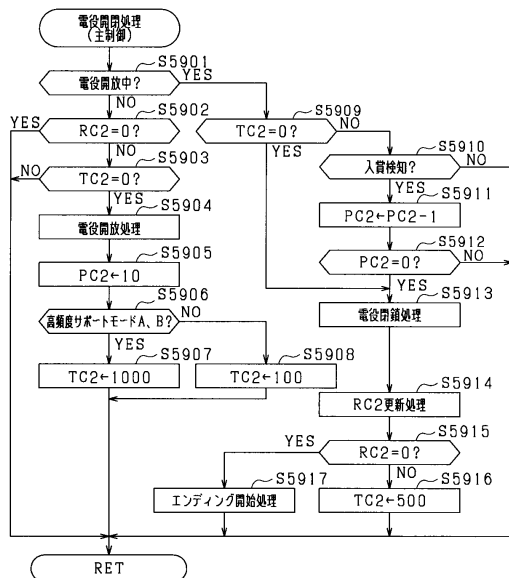 電役開閉処理
(主制御)
S5901
電役開放中?
YES
NO
S5902
YES
RC2=0?
NO
S5903
NO
TC2=0?
YES
S5904
電役開放処理
S5905
PC2←10
S5906
高頻度サポートモードA、B?
NO
YES
S5907
TC2←1000
S5908
TC2←100
S5909
TC2=0?
NO
YES
S5910
入賞検知?
NO
YES
S5911
PC2←PC2-1
S5912
PC2=0?
NO
YES
S5913
電役閉鎖処理
S5914
RC2更新処理
S5915
YES
RC2=0?
NO
S5917
エンディング開始処理
S5916
TC2←500
RET